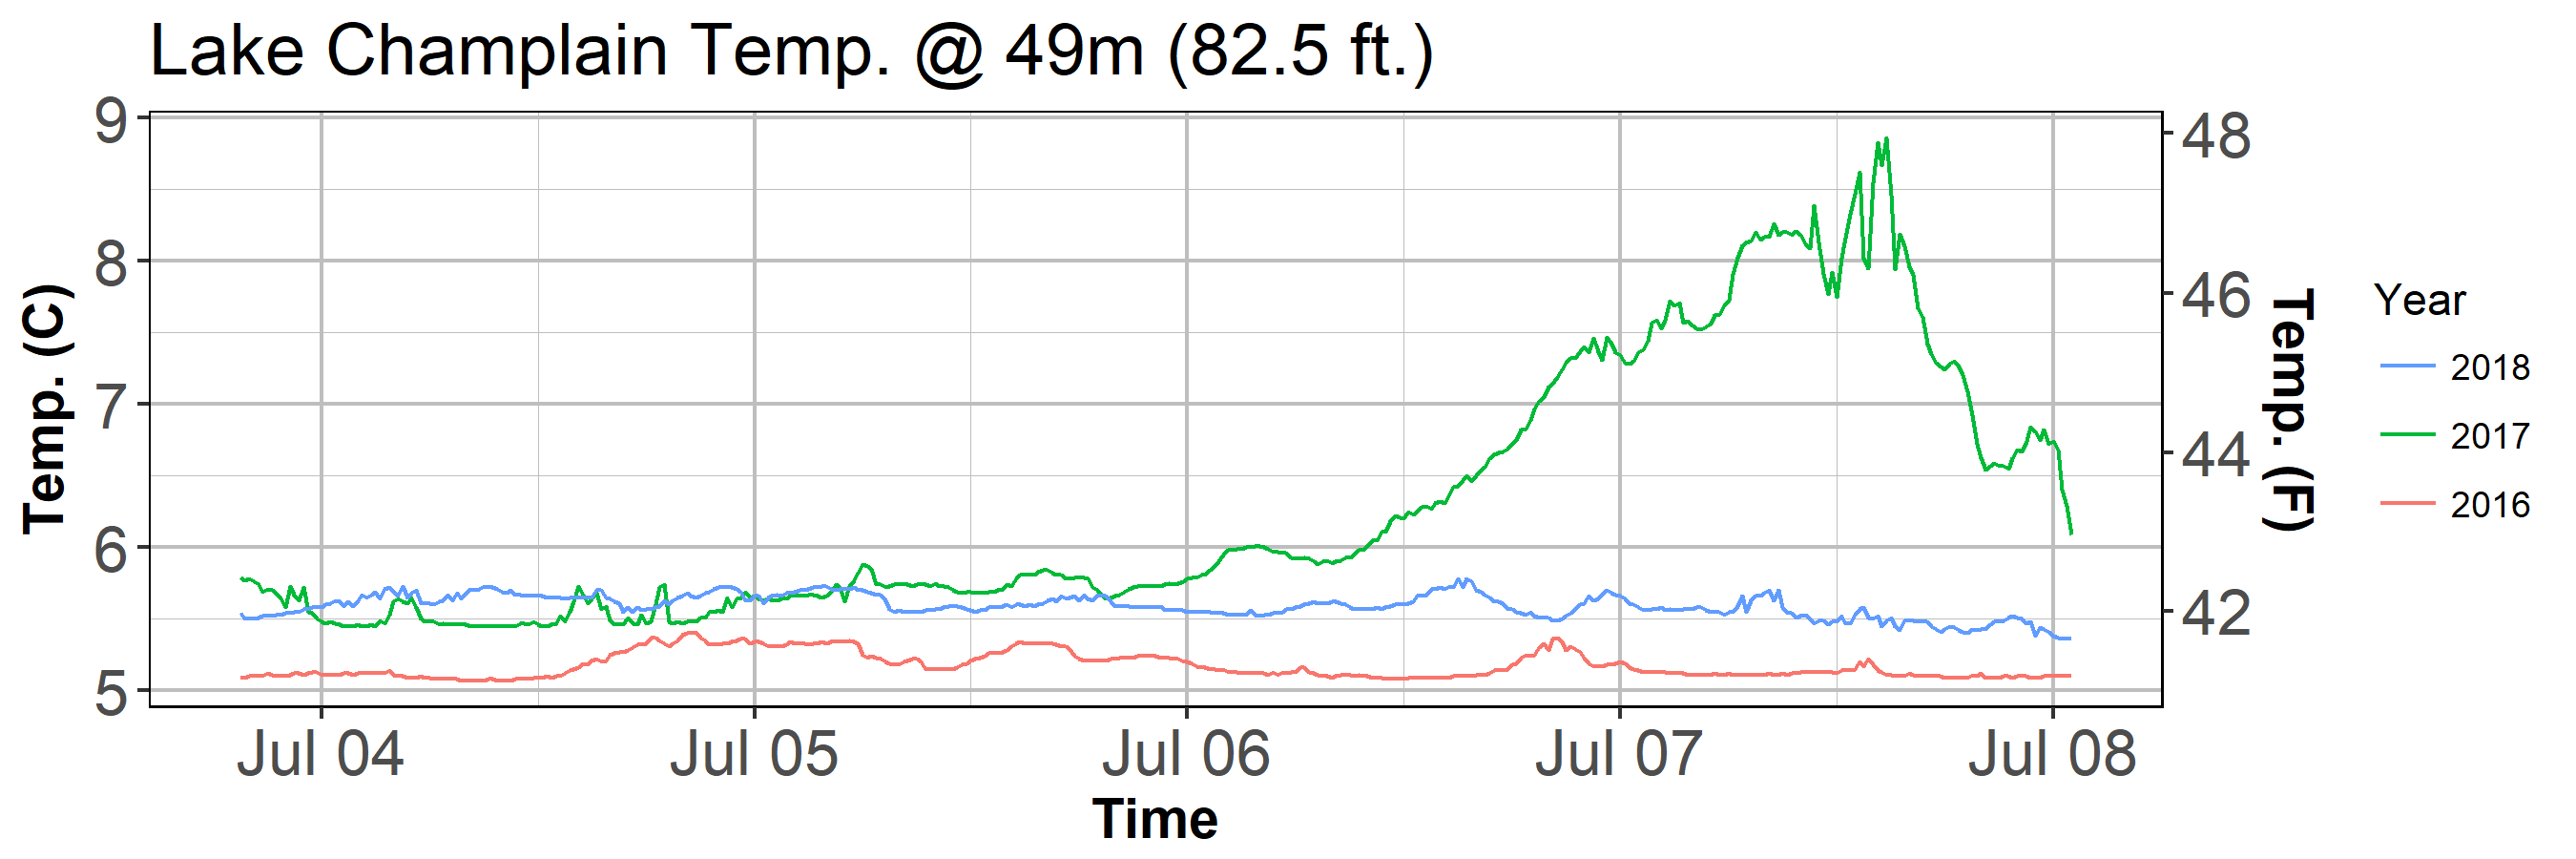 Lake Champlain Temp. @ 49m (82.5 ft.)
9
8
7
6
5
Temp. (C)
48
46
44
42
Temp. (F)
Jul 04
Jul 05
Jul 06
Jul 07
Jul 08
Time
Year
2018
2017
2016